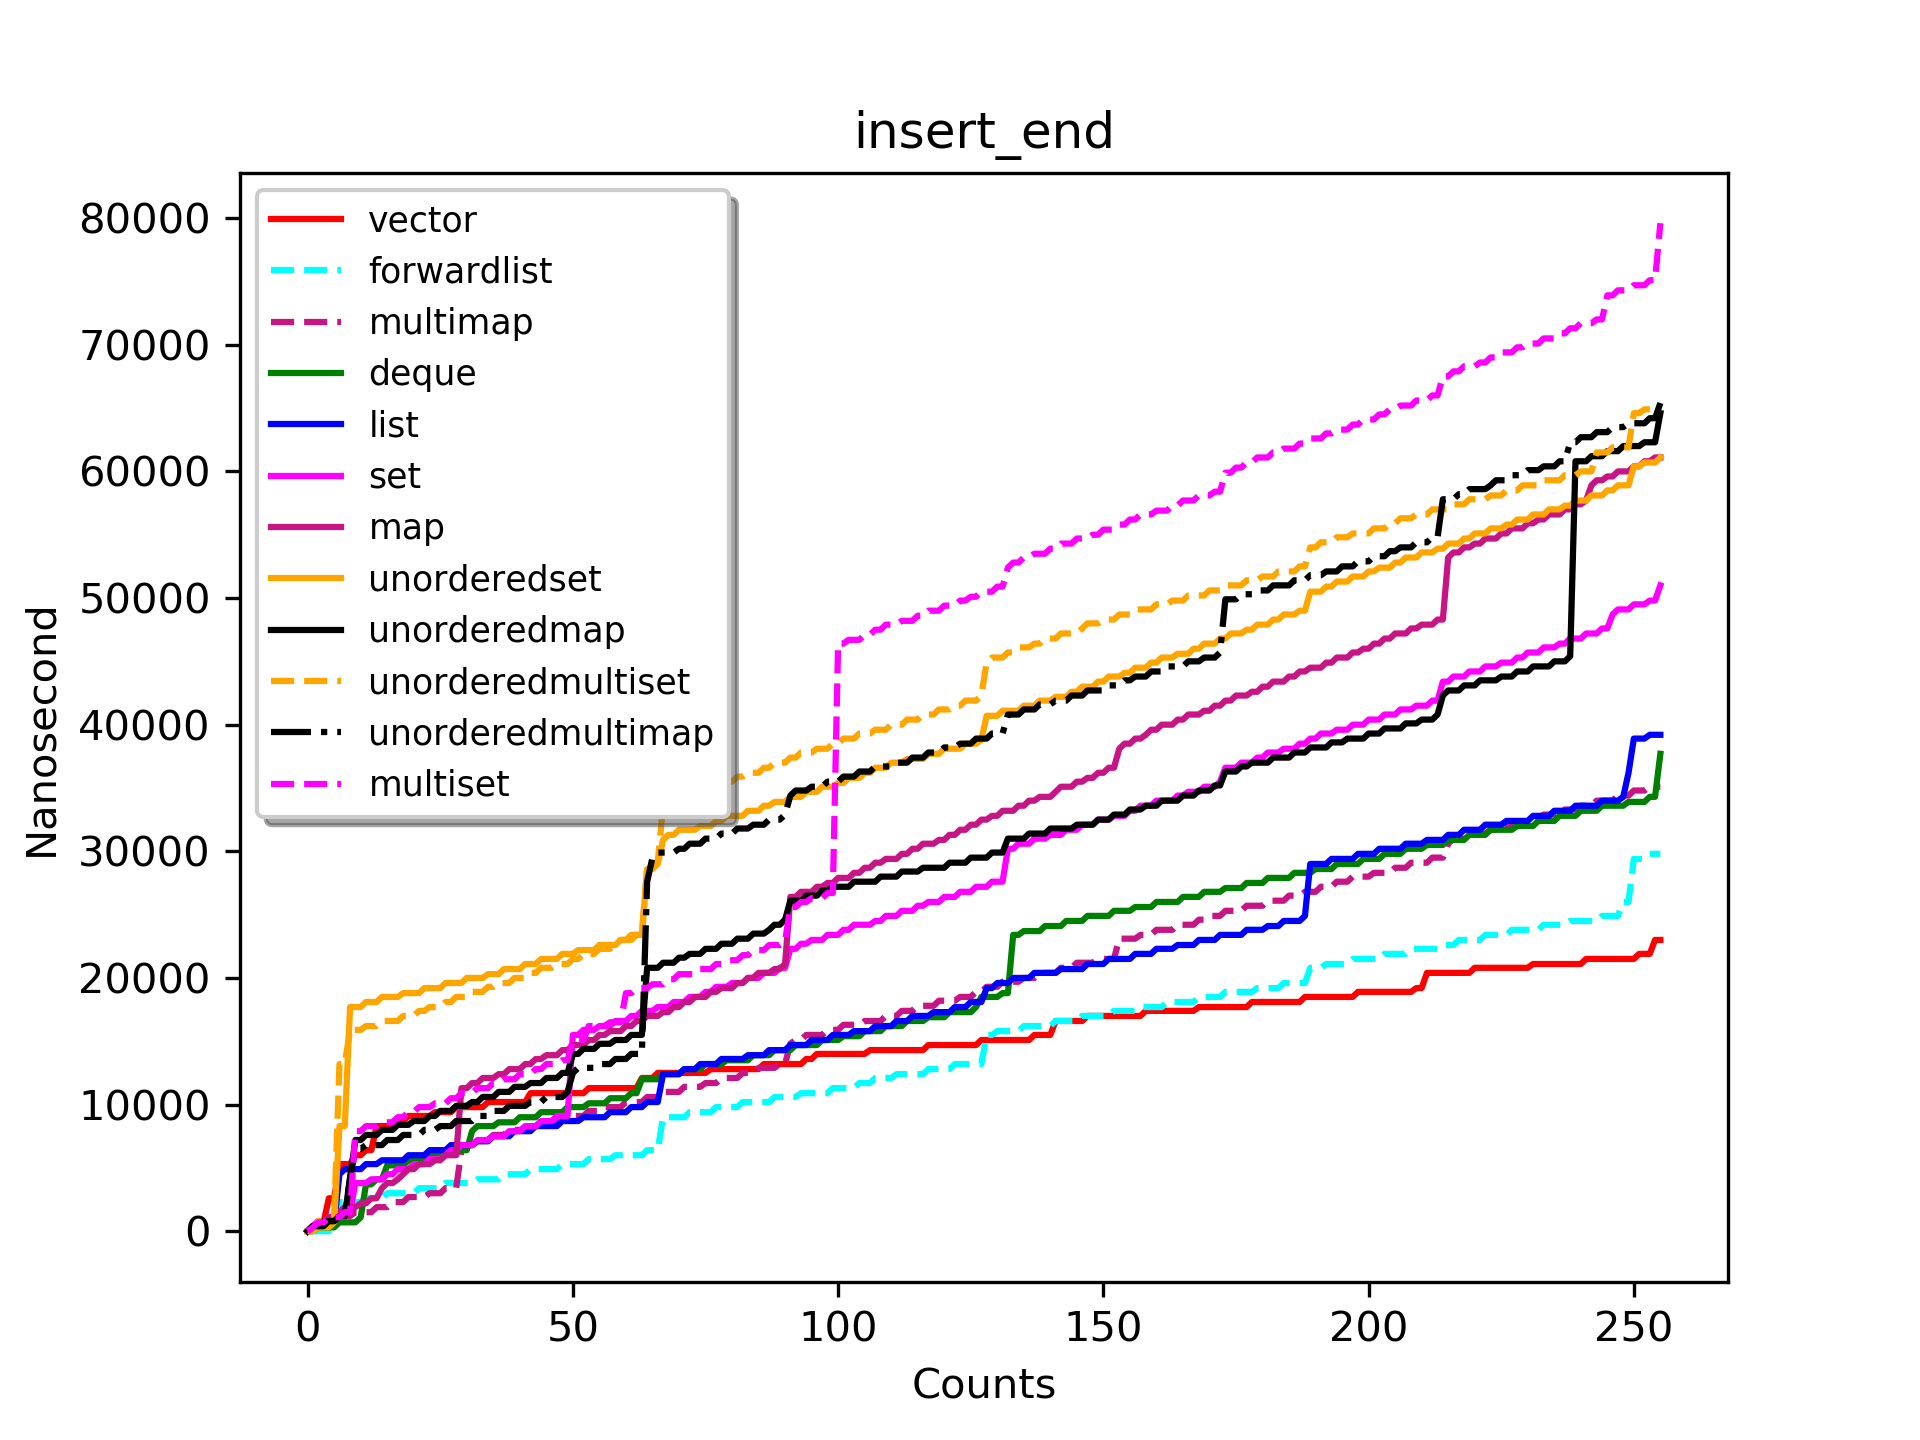 insert_end
80000
70000
60000
50000
40000
30000
20000
10000
0
Nanosecond
vector
forwardlist
multimap
deque
list
set
map
unorderedset
unorderedmap
unorderedmultiset
unorderedmultimap
multiset
0 50 100 150 200 250
Counts